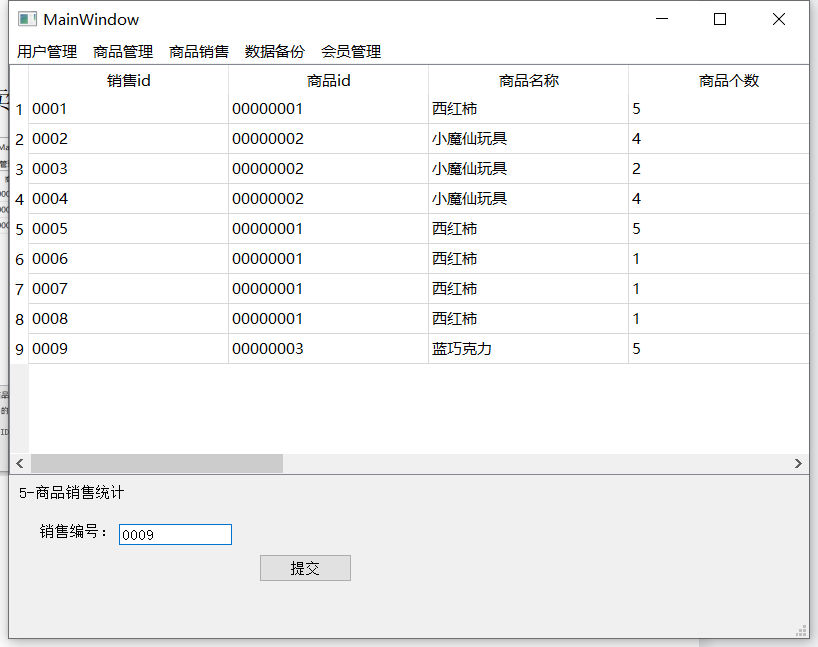 MainWindow
用户管理 商品管理 商品销售 数据备份 会员管理
销售id 商品id 商品名称 商品个数
1 0001 00000001 西红柿 5
2 0002 00000002 小魔仙玩具 4
3 0003 00000002 小魔仙玩具 2
4 0004 00000002 小魔仙玩具 4
5 0005 00000001 西红柿 5
6 0006 00000001 西红柿 1
7 0007 00000001 西红柿 1
8 0008 00000001 西红柿 1
9 0009 00000003 蓝巧克力 5
5-商品销售统计
销售编号： 0009
提交